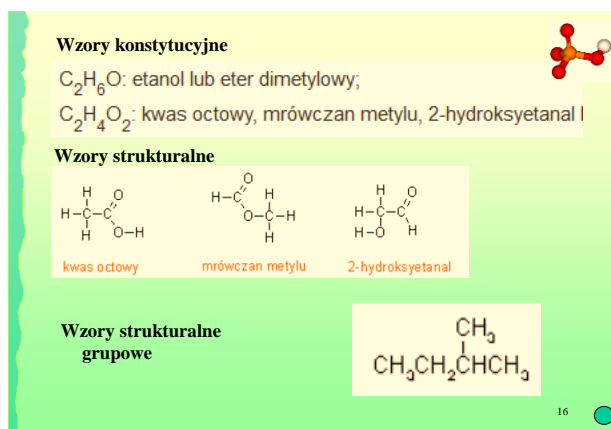 Wzory konstytucyjne
C₂H₆O: etanol lub eter dimetylowy;
C₂H₄O₂: kwas octowy, mrówczan metylu, 2-hydroksyetanal l
Wzory strukturalne
H O
H–C–C
H O–H
kwas octowy
O
H–C H
O–C–H
H
mrówczan metylu
H O
H–C–C
H–O H
2-hydroksyetanal
Wzory strukturalne
grupowe
CH₃
CH₃CH₂CHCH₃
16